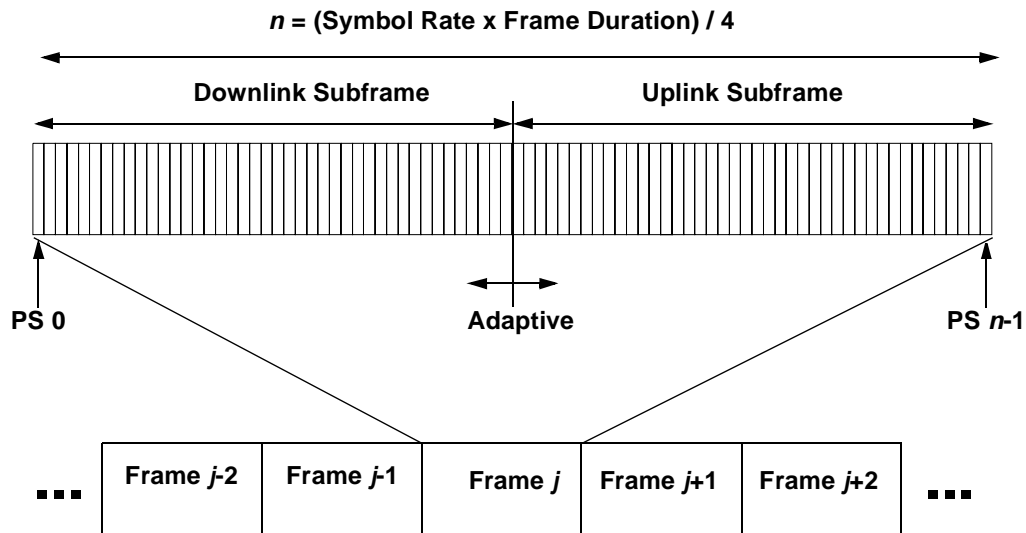 n = (Symbol Rate x Frame Duration) / 4
Downlink Subframe
Uplink Subframe
PS 0
Adaptive
PS n-1
Frame j-2
Frame j-1
Frame j
Frame j+1
Frame j+2